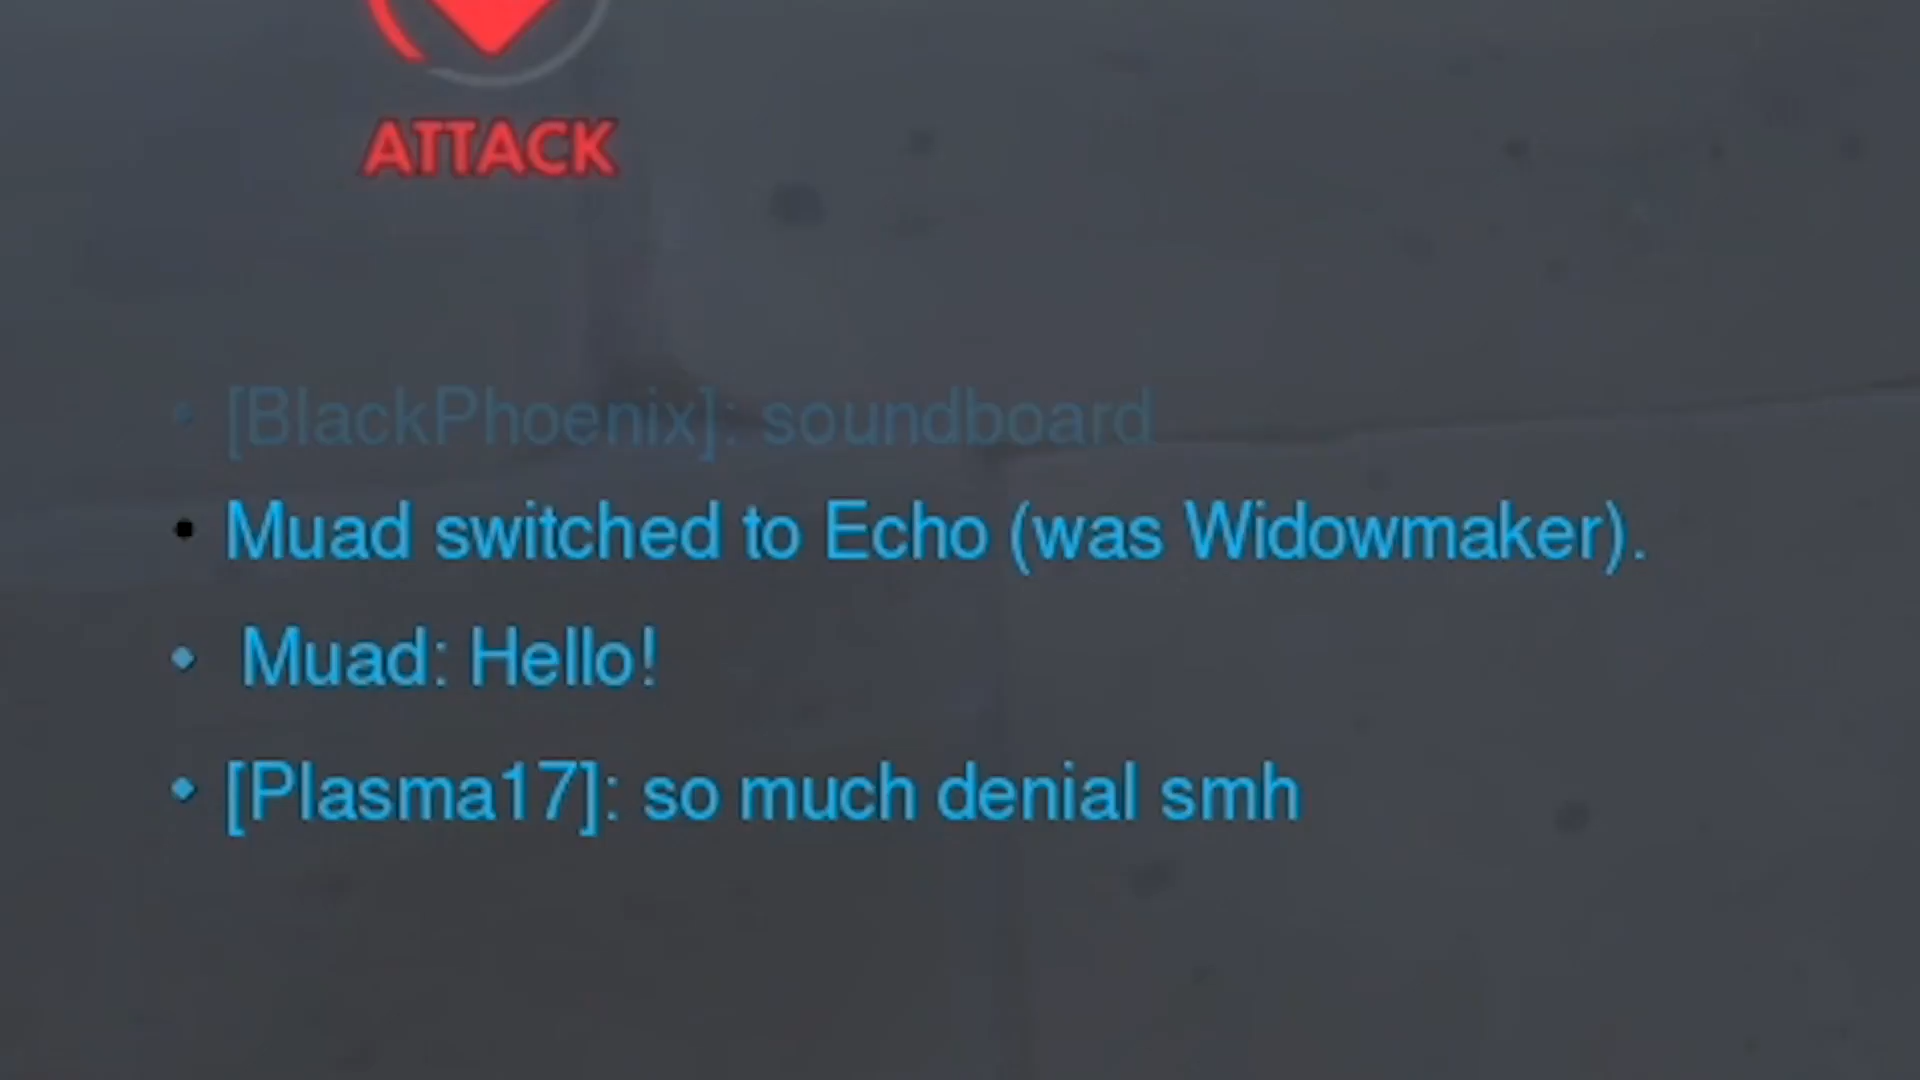 ATTACK
[BlackPhoenix]: soundboard
Muad switched to Echo (was Widowmaker).
Muad: Hello!
[Plasma17]: so much denial smh